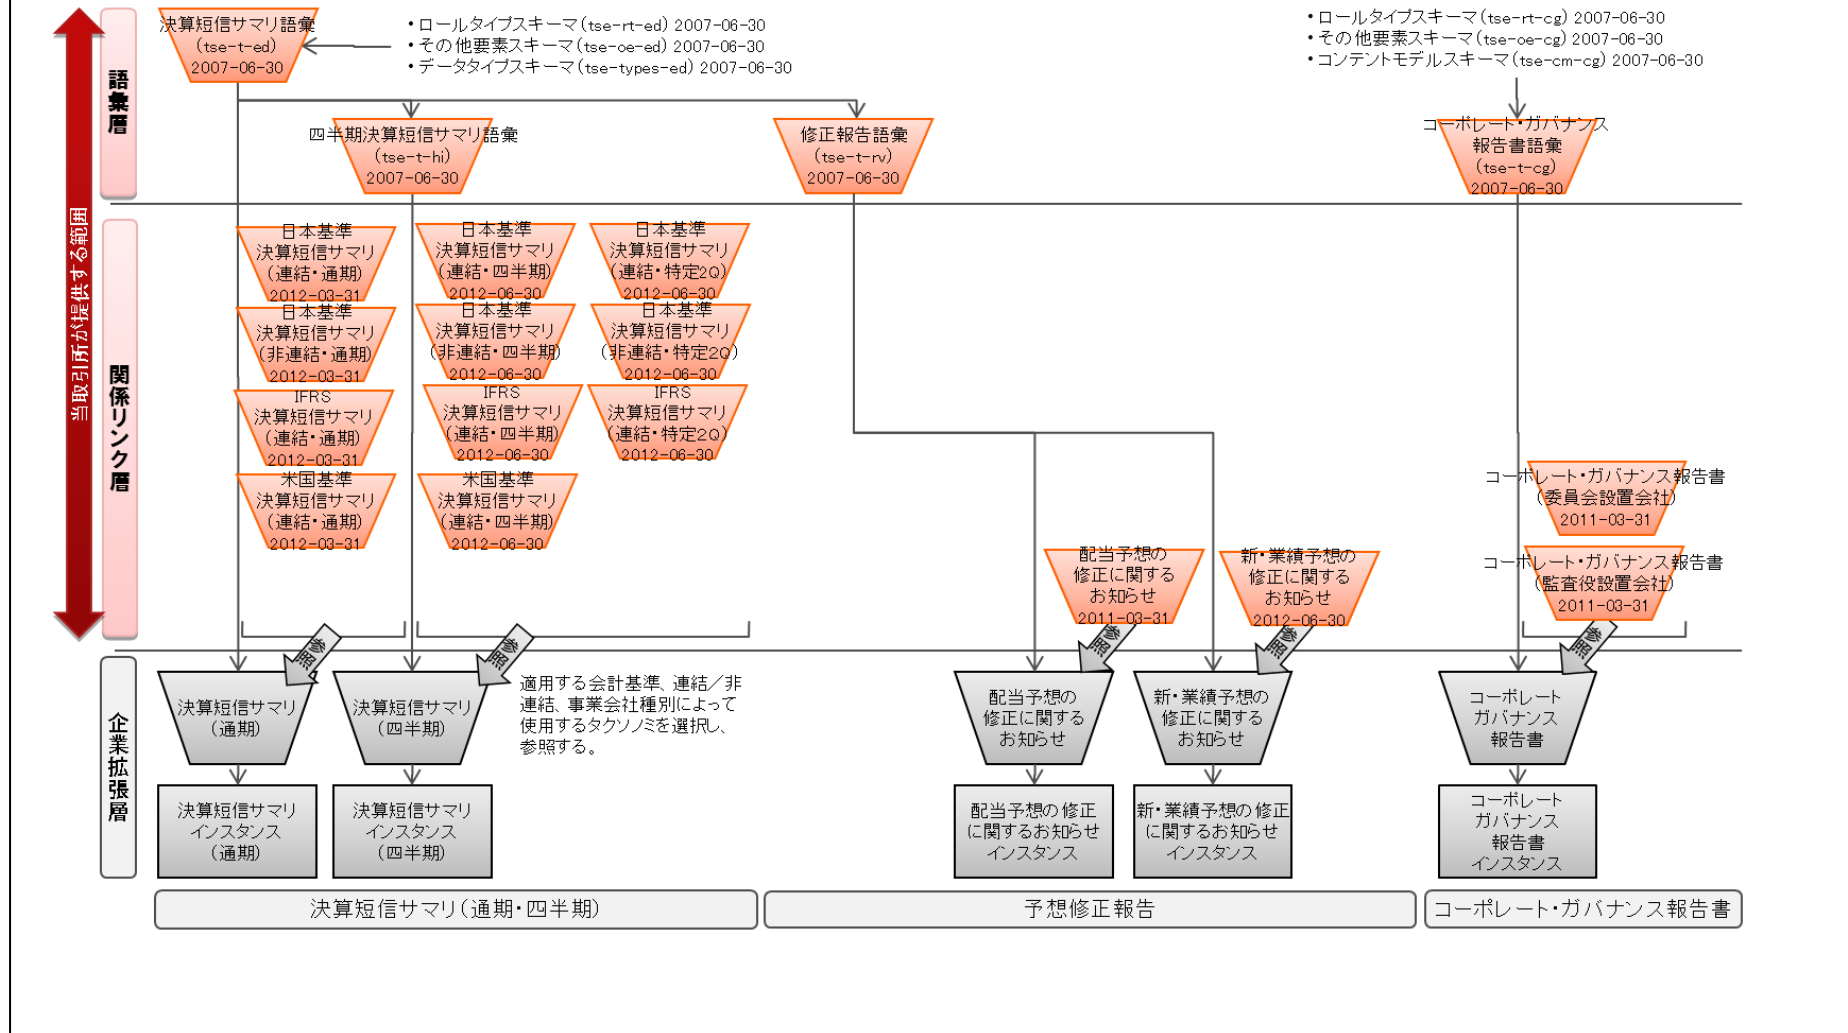 決算短信サマリ語彙
(tse-t-ed)
2007-06-30
・ロールタイプスキーマ(tse-rt-ed) 2007-06-30
・その他要素スキーマ(tse-oe-ed) 2007-06-30
・データタイプスキーマ(tse-types-ed) 2007-06-30
・ロールタイプスキーマ(tse-rt-cg) 2007-06-30
・その他要素スキーマ(tse-oe-cg) 2007-06-30
・コンテントモデルスキーマ(tse-cm-cg) 2007-06-30
語彙層
四半期決算短信サマリ語彙
(tse-t-hi)
2007-06-30
修正報告語彙
(tse-t-rv)
2007-06-30
コーポレート・ガバナンス
報告書語彙
(tse-t-cg)
2007-06-30
当取引所が提供する範囲
関係リンク層
日本基準
決算短信サマリ
(連結・通期)
2012-03-31
日本基準
決算短信サマリ
(連結・四半期)
2012-06-30
日本基準
決算短信サマリ
(連結・特定2Q)
2012-06-30
日本基準
決算短信サマリ
(非連結・通期)
2012-03-31
日本基準
決算短信サマリ
(非連結・四半期)
2012-06-30
日本基準
決算短信サマリ
(非連結・特定2Q)
2012-06-30
IFRS
決算短信サマリ
(連結・通期)
2012-03-31
IFRS
決算短信サマリ
(連結・四半期)
2012-06-30
IFRS
決算短信サマリ
(連結・特定2Q)
2012-06-30
米国基準
決算短信サマリ
(連結・通期)
2012-03-31
米国基準
決算短信サマリ
(連結・四半期)
2012-06-30
コーポレート・ガバナンス報告書
(委員会設置会社)
2011-03-31
配当予想の
修正に関する
お知らせ
2011-03-31
新・業績予想の
修正に関する
お知らせ
2012-06-30
コーポレート・ガバナンス報告書
(監査役設置会社)
2011-03-31
参照
参照
参照
参照
参照
企業拡張層
決算短信サマリ
(通期)
決算短信サマリ
(四半期)
適用する会計基準、連結／非
連結、事業会社種別によって
使用するタクソノミを選択し、
参照する。
配当予想の
修正に関する
お知らせ
新・業績予想の
修正に関する
お知らせ
コーポレート
ガバナンス
報告書
決算短信サマリ
インスタンス
(通期)
決算短信サマリ
インスタンス
(四半期)
配当予想の修正
に関するお知らせ
インスタンス
新・業績予想の修正
に関するお知らせ
インスタンス
コーポレート
ガバナンス
報告書
インスタンス
決算短信サマリ(通期・四半期)
予想修正報告
コーポレート・ガバナンス報告書